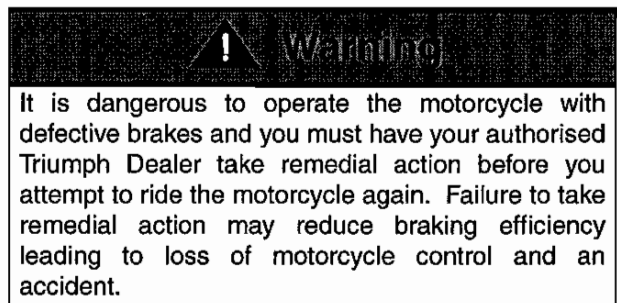 Warning
It is dangerous to operate the motorcycle with
defective brakes and you must have your authorised
Triumph Dealer take remedial action before you
attempt to ride the motorcycle again. Failure to take
remedial action may reduce braking efficiency
leading to loss of motorcycle control and an
accident.